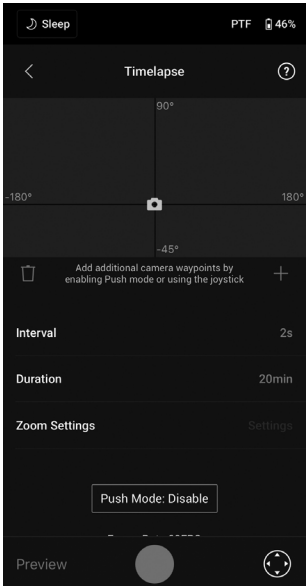 Sleep PTF 46%
Timelapse ?
90°
-180° 180°
-45°
Add additional camera waypoints by
enabling Push mode or using the joystick
Interval 2s
Duration 20min
Zoom Settings Settings
Push Mode: Disable
Preview